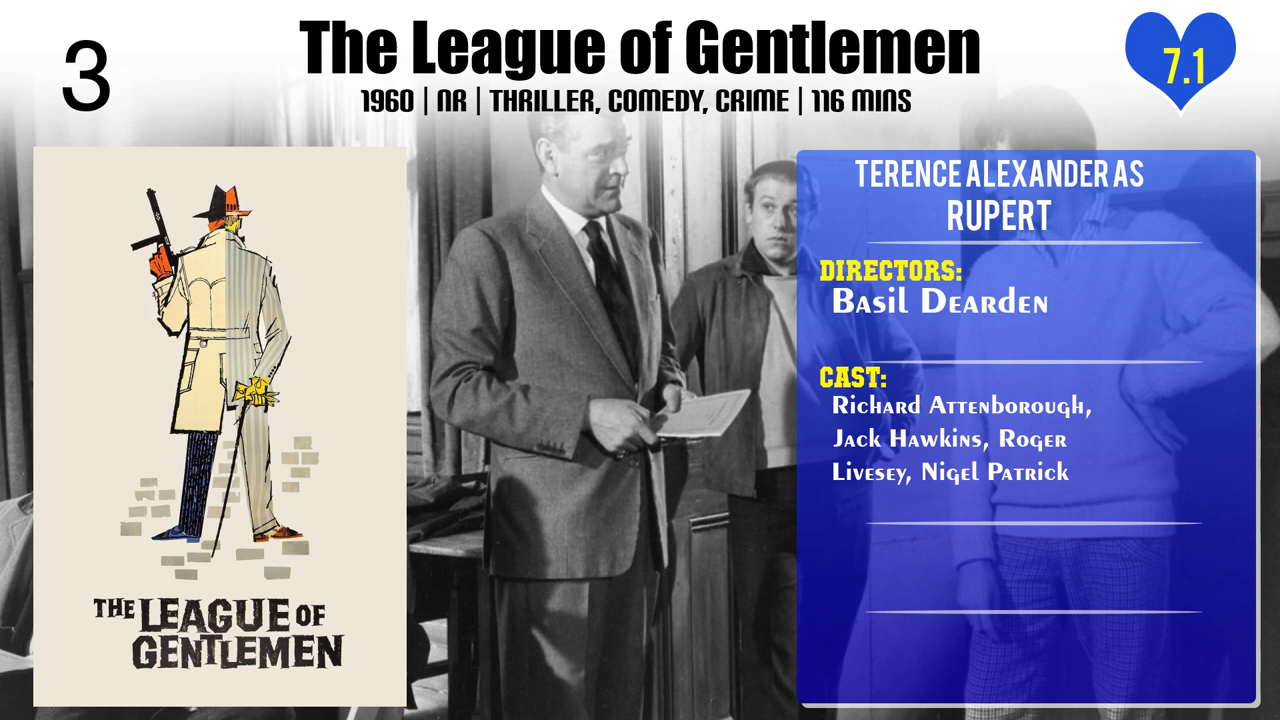 3
The League of Gentlemen
1960 | NR | THRILLER, COMEDY, CRIME | 116 MINS
7.1
TERENCE ALEXANDER AS
RUPERT
DIRECTORS:
Basil Dearden
CAST:
Richard Attenborough,
Jack Hawkins, Roger
Livesey, Nigel Patrick
THE LEAGUE OF
GENTLEMEN